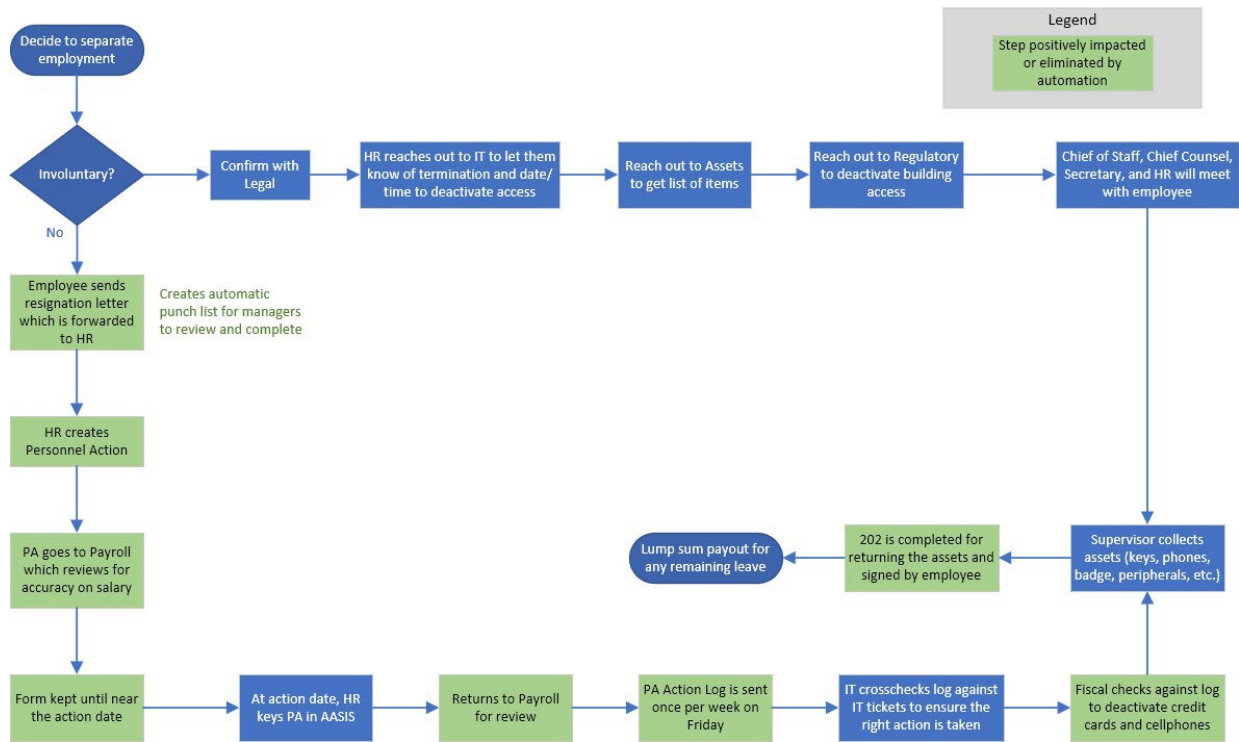 Legend
Step positively impacted
or eliminated by
automation
Decide to separate
employment
Involuntary?
Confirm with
Legal
HR reaches out to IT to let them
know of termination and date/
time to deactivate access
Reach out to Assets
to get list of items
Reach out to Regulatory
to deactivate building
access
Chief of Staff, Chief Counsel,
Secretary, and HR will meet
with employee
No
Employee sends
resignation letter
which is forwarded
to HR
Creates automatic
punch list for managers
to review and complete
HR creates
Personnel Action
PA goes to Payroll
which reviews for
accuracy on salary
Form kept until near
the action date
At action date, HR
keys PA in AASIS
Returns to Payroll
for review
PA Action Log is sent
once per week on
Friday
IT crosschecks log against
IT tickets to ensure the
right action is taken
Fiscal checks against log
to deactivate credit
cards and cellphones
Supervisor collects
assets (keys, phones,
badge, peripherals, etc.)
202 is completed for
returning the assets and
signed by employee
Lump sum payout for
any remaining leave